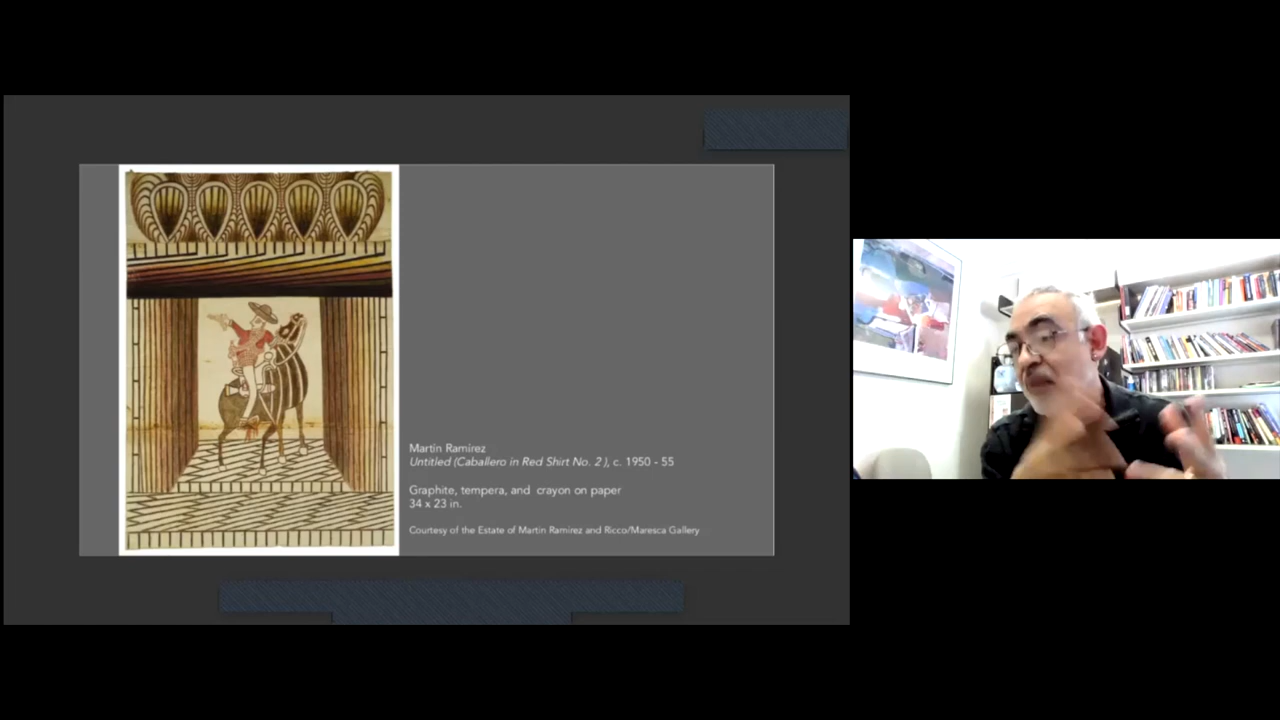 Martín Ramírez
Untitled (Caballero in Red Shirt No. 2 ), c. 1950 - 55
Graphite, tempera, and crayon on paper
34 x 23 in.
Courtesy of the Estate of Martín Ramírez and Ricco/Maresca Gallery